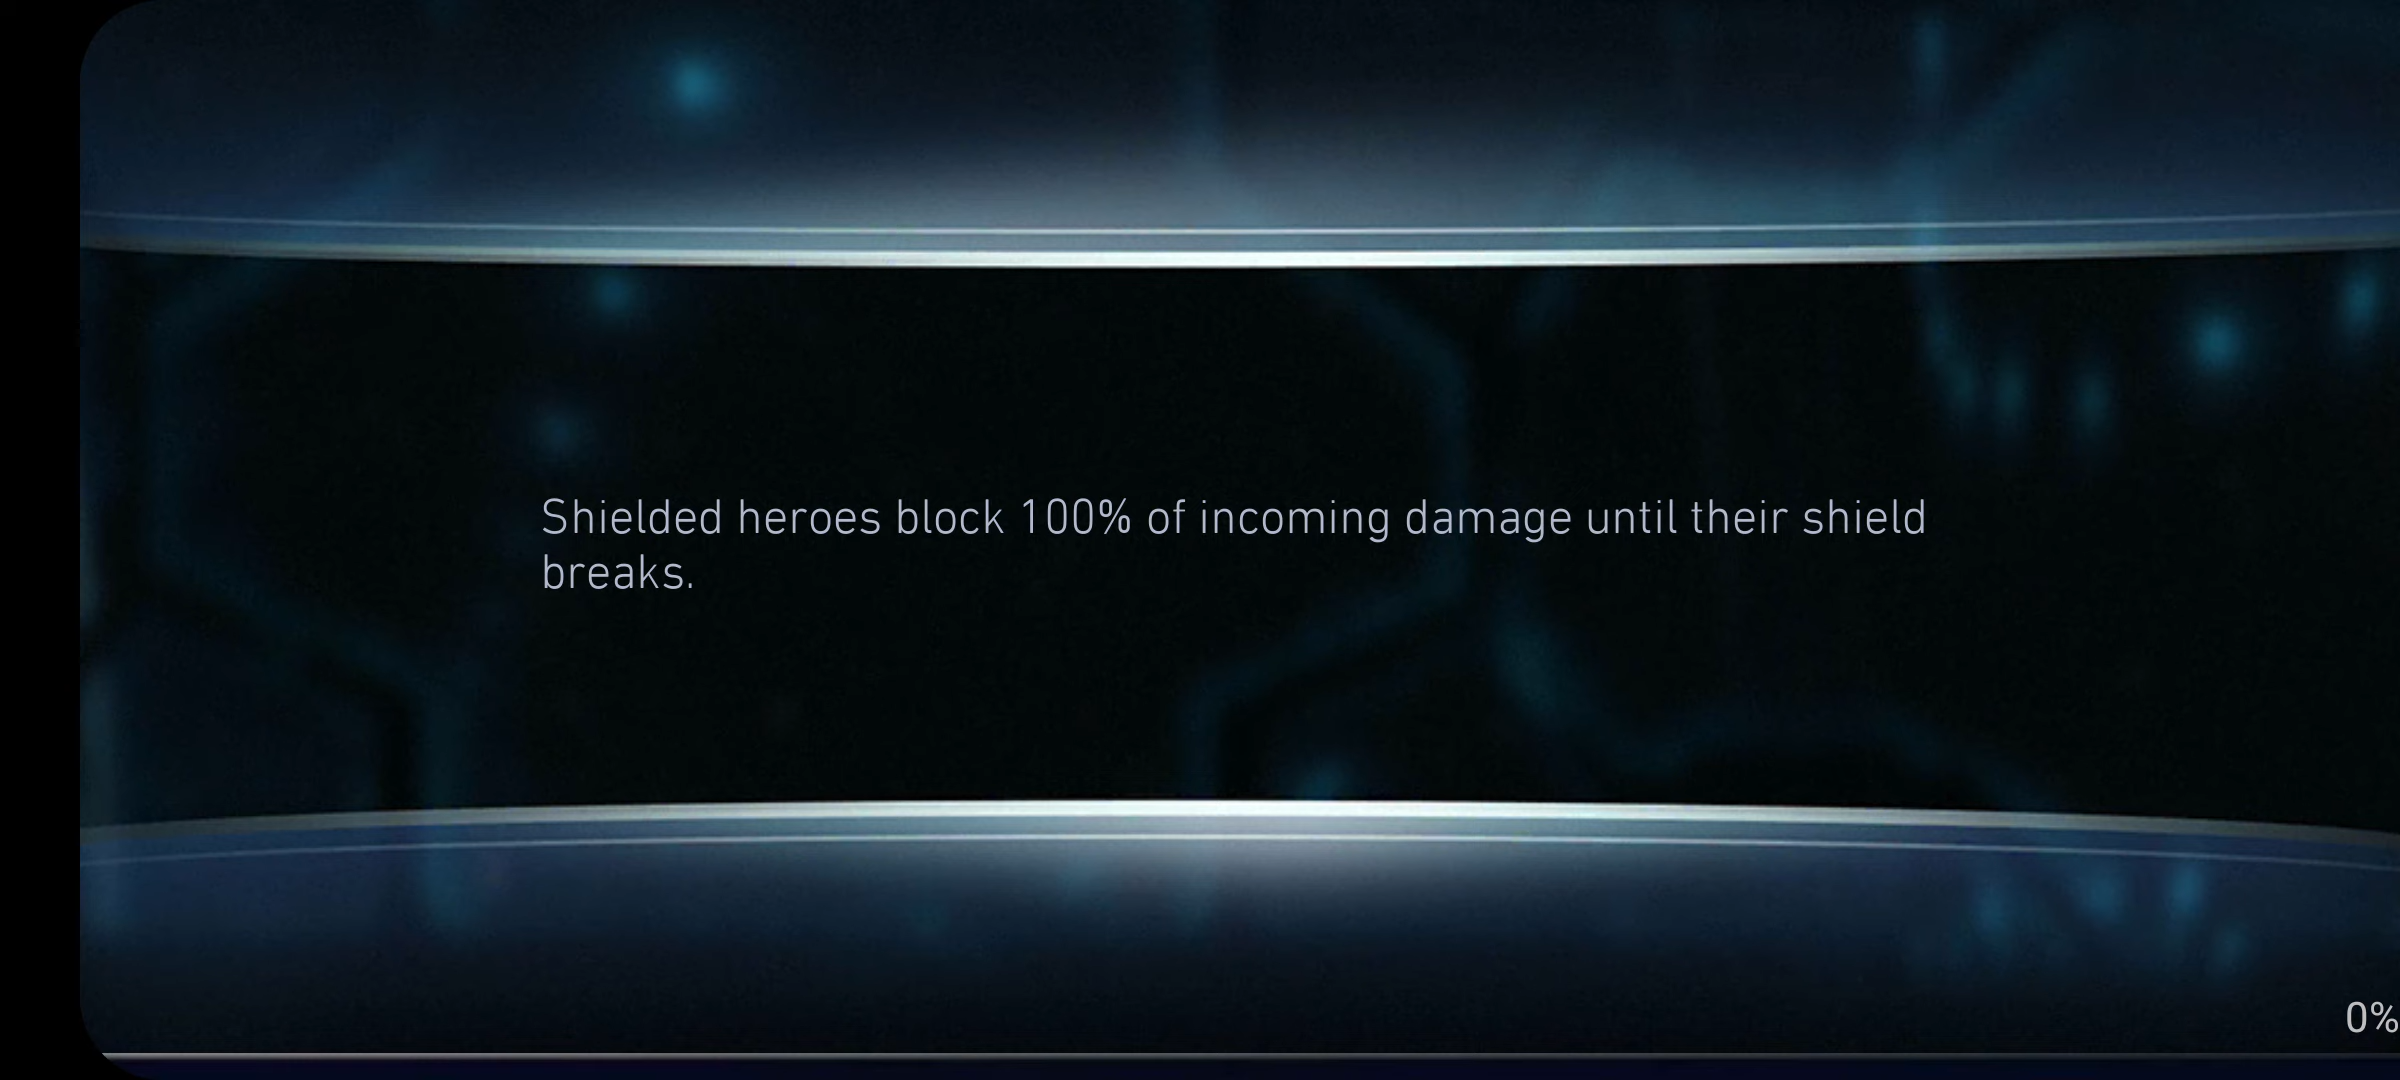 Shielded heroes block 100% of incoming damage until their shield
breaks.
0%